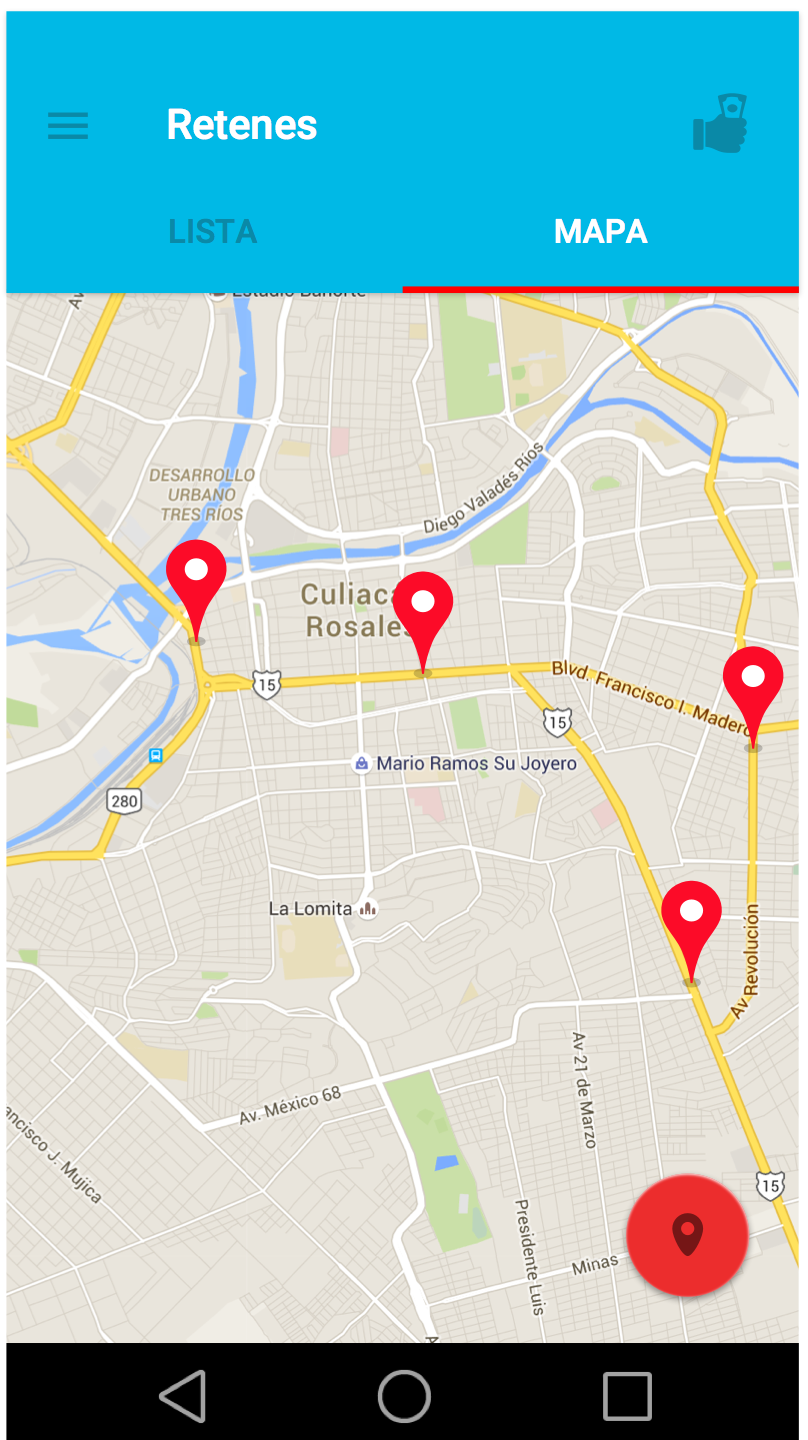 Retenes
LISTA
MAPA
Estadio Banorte
DESARROLLO
URBANO
TRES RIOS
Diego Valadés Ríos
Culiacá
Rosales
15
Blvd. Francisco I. Madero
15
Mario Ramos Su Joyero
280
La Lomita
Av Revolución
Av 21 de Marzo
Av. México 68
ancisco J. Mujica
15
Presidente Luis
Minas